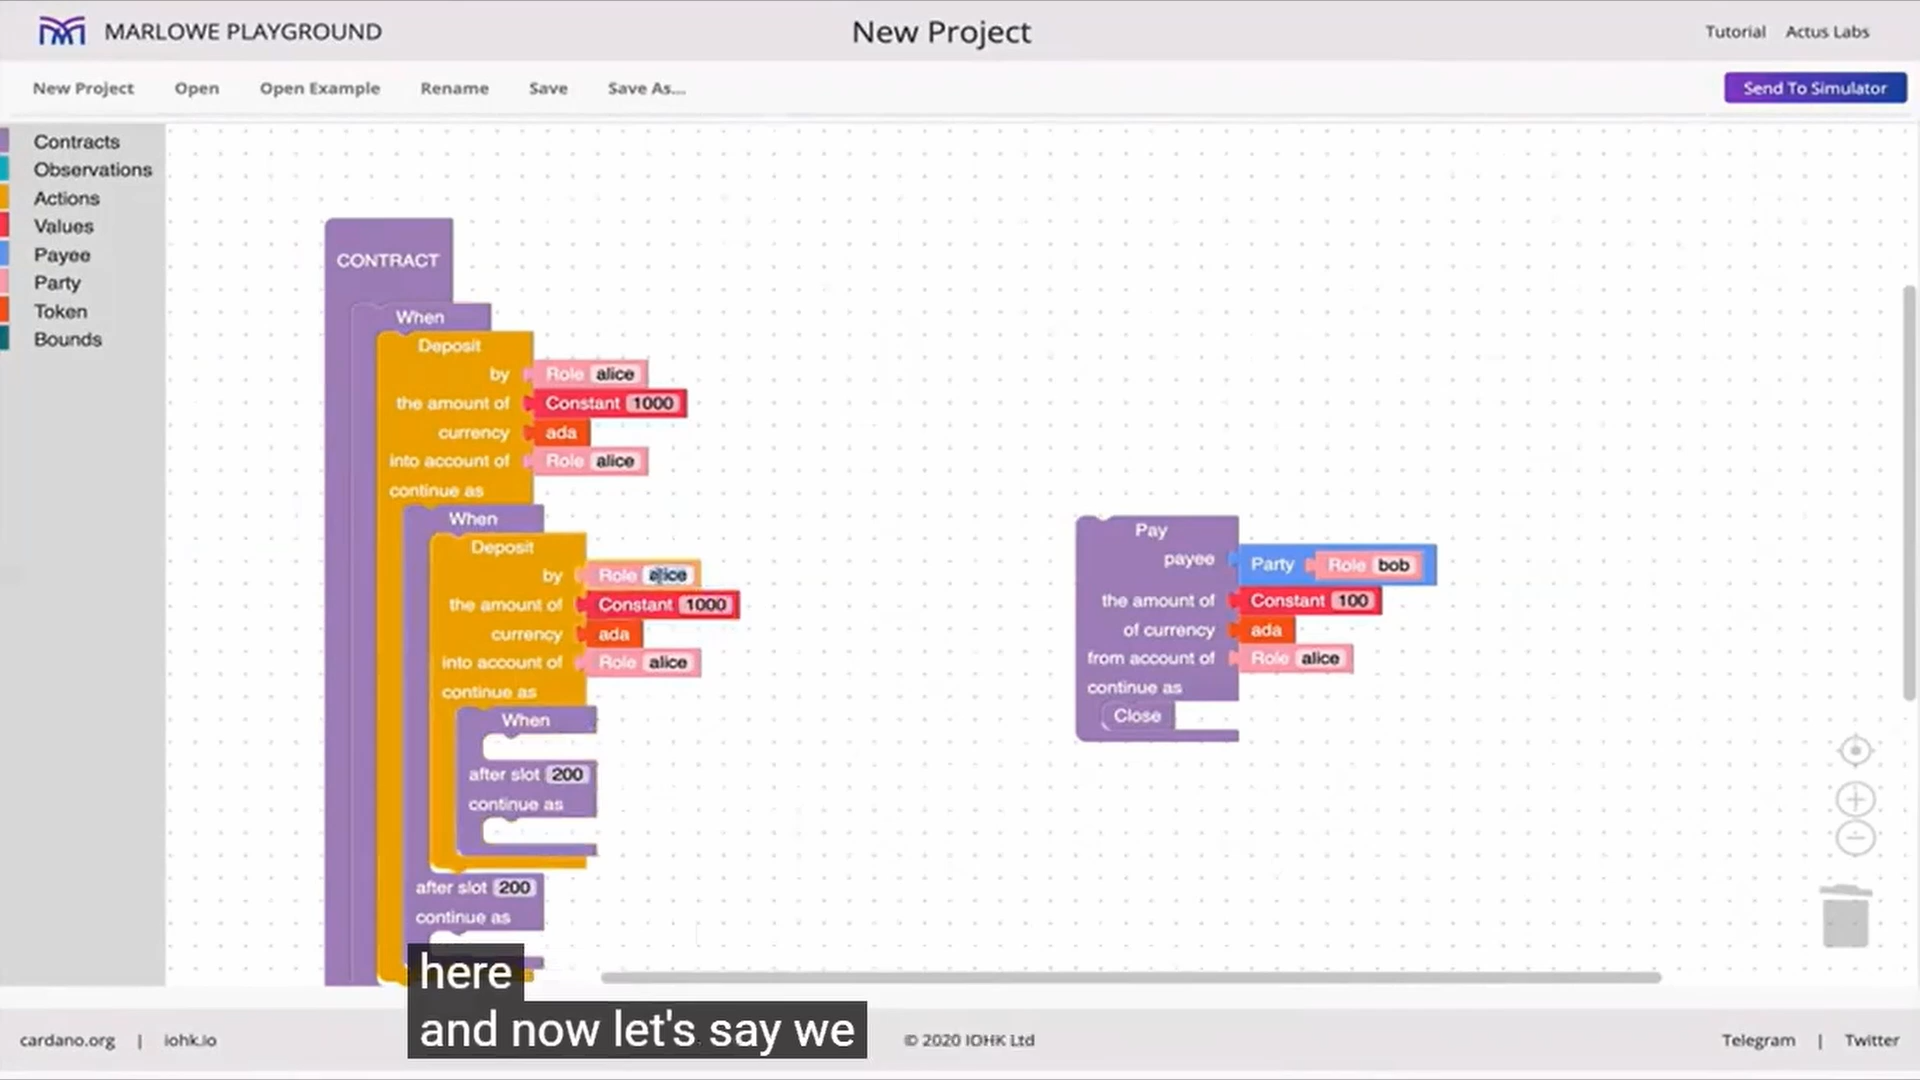 MARLOWE PLAYGROUND
New Project
Tutorial Actus Labs
New Project Open Open Example Rename Save Save As...
Send To Simulator
Contracts
Observations
Actions
Values
Payee
Party
Token
Bounds
CONTRACT
When
Deposit
by Role alice
the amount of Constant 1000
currency ada
into account of Role alice
continue as
When
Deposit
by Role alice
the amount of Constant 1000
currency ada
into account of Role alice
continue as
When
after slot 200
continue as
after slot 200
continue as
Pay
payee Party Role bob
the amount of Constant 100
of currency ada
from account of Role alice
continue as
Close
here
and now let's say we
cardano.org | iohk.io
© 2020 IOHK Ltd
Telegram | Twitter